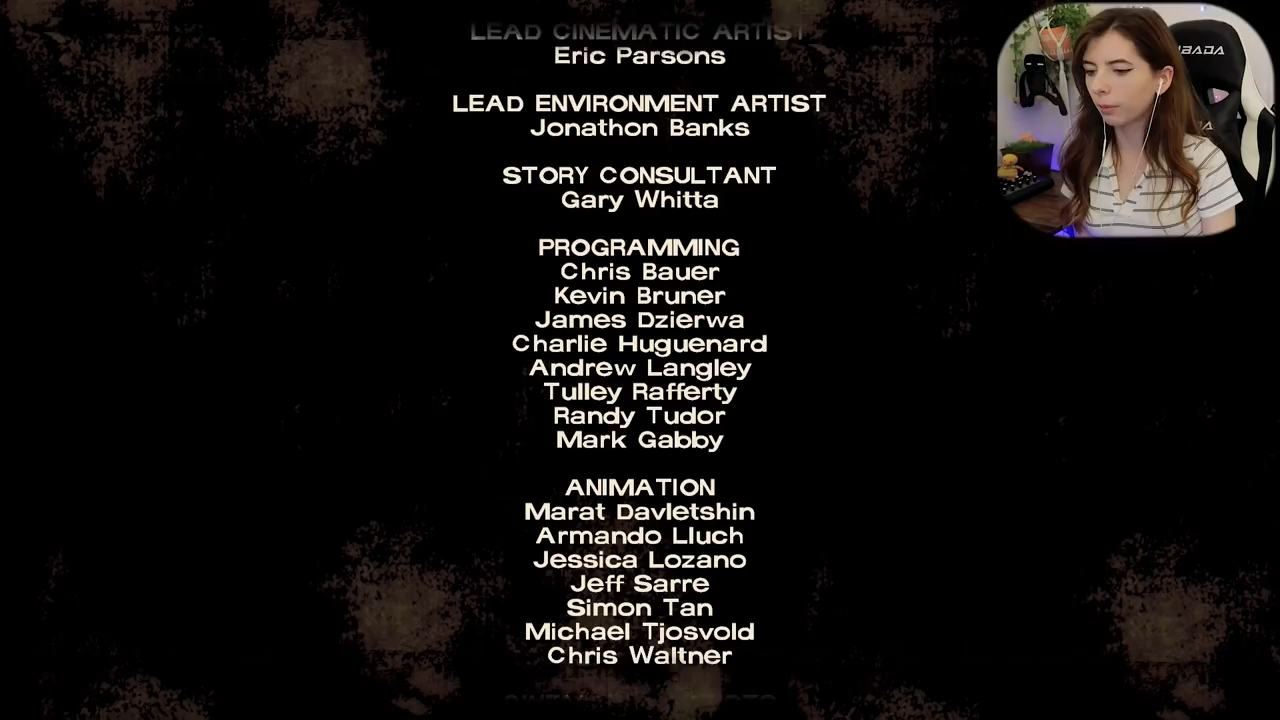 LEAD CINEMATIC ARTIST
Eric Parsons
LEAD ENVIRONMENT ARTIST
Jonathon Banks
STORY CONSULTANT
Gary Whitta
PROGRAMMING
Chris Bauer
Kevin Bruner
James Dzierwa
Charlie Huguenard
Andrew Langley
Tulley Rafferty
Randy Tudor
Mark Gabby
ANIMATION
Marat Davletshin
Armando Lluch
Jessica Lozano
Jeff Sarre
Simon Tan
Michael Tjosvold
Chris Waltner